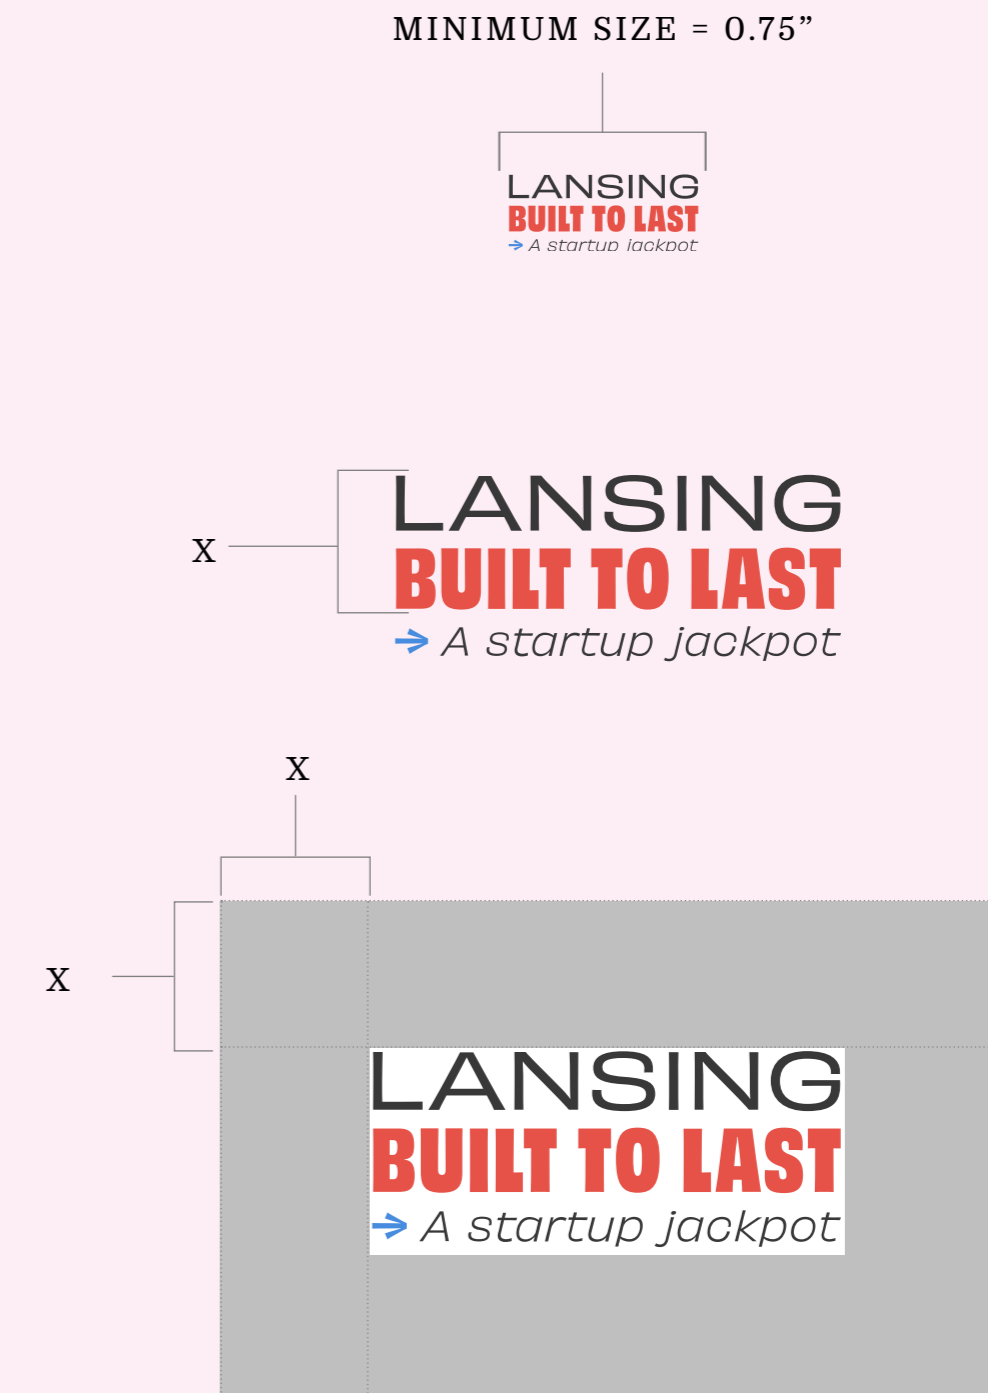 MINIMUM SIZE = 0.75”
LANSING
BUILT TO LAST
→ A startup jackpot
X
LANSING
BUILT TO LAST
→ A startup jackpot
X
X
LANSING
BUILT TO LAST
→ A startup jackpot